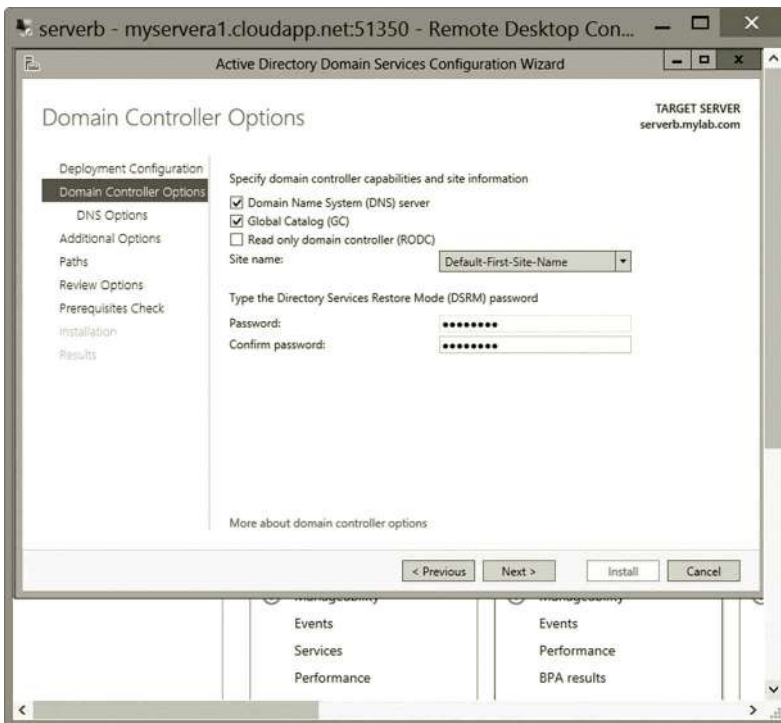 serverb - myservera1.cloudapp.net:51350 - Remote Desktop Con...
Active Directory Domain Services Configuration Wizard
Domain Controller Options
TARGET SERVER
serverb.mylab.com
Deployment Configuration
Domain Controller Options
DNS Options
Additional Options
Paths
Review Options
Prerequisites Check
Installation
Results
Specify domain controller capabilities and site information
Domain Name System (DNS) server
Global Catalog (GC)
Read only domain controller (RODC)
Site name: Default-First-Site-Name
Type the Directory Services Restore Mode (DSRM) password
Password: ••••••••
Confirm password: ••••••••
More about domain controller options
< Previous Next > Install Cancel
Manageability Manageability
Events Events
Services Performance
Performance BPA results